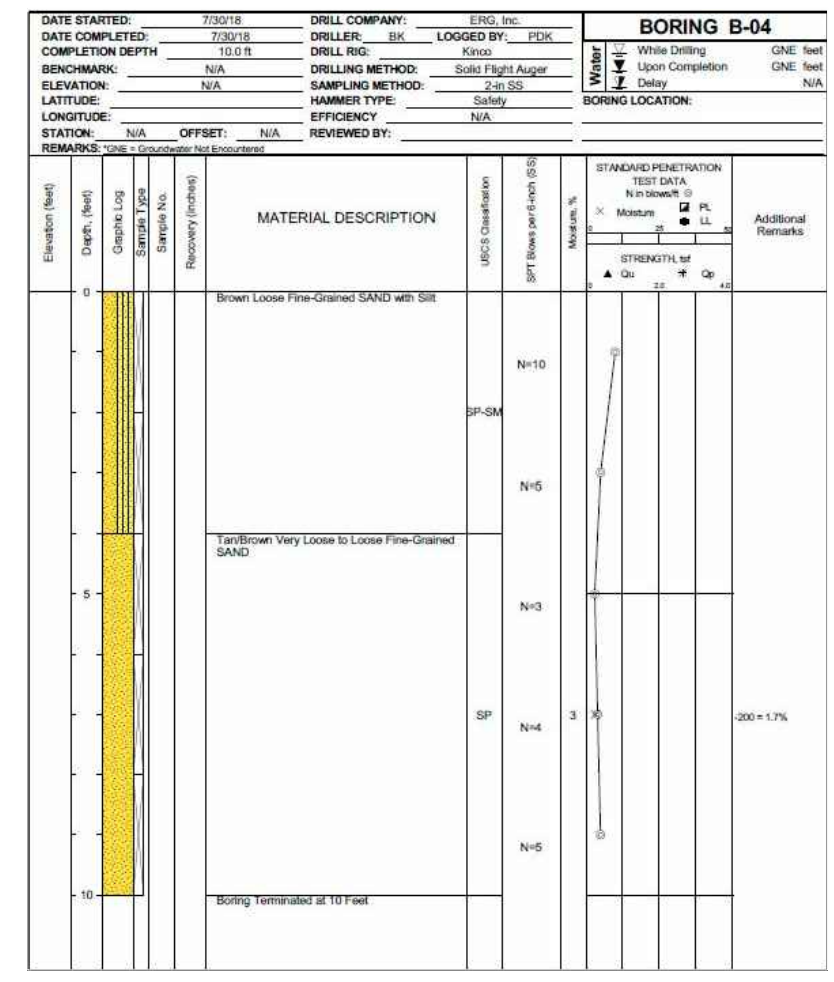 DATE STARTED: 7/30/18 DRILL COMPANY: ERG, Inc. BORING B-04
DATE COMPLETED: 7/30/18 DRILLER: BK LOGGED BY: PDK
COMPLETION DEPTH 10.0 ft DRILL RIG: Kinco Water While Drilling GNE feet
BENCHMARK: N/A DRILLING METHOD: Solid Flight Auger Upon Completion GNE feet
ELEVATION: N/A SAMPLING METHOD: 2-in SS Delay N/A
LATITUDE: HAMMER TYPE: Safety BORING LOCATION:
LONGITUDE: EFFICIENCY N/A
STATION: N/A OFFSET: N/A REVIEWED BY:
REMARKS: *GNE = Groundwater Not Encountered
Elevation (feet)
Depth, (feet)
Graphic Log
Sample Type
Sample No.
Recovery (inches)
MATERIAL DESCRIPTION
USCS Classification
SPT Blows per 6-inch (SS)
Moisture, %
STANDARD PENETRATION
TEST DATA
N in blows/ft ◎
× Moisture PL
LL
0 25 50
STRENGTH, tsf
▲ Qu Qp
0 2.0 4.0
Additional
Remarks
0 Brown Loose Fine-Grained SAND with Silt
N=10
SP-SM
N=5
Tan/Brown Very Loose to Loose Fine-Grained
SAND
5 N=3
SP 3 -200 = 1.7%
N=4
N=5
10 Boring Terminated at 10 Feet